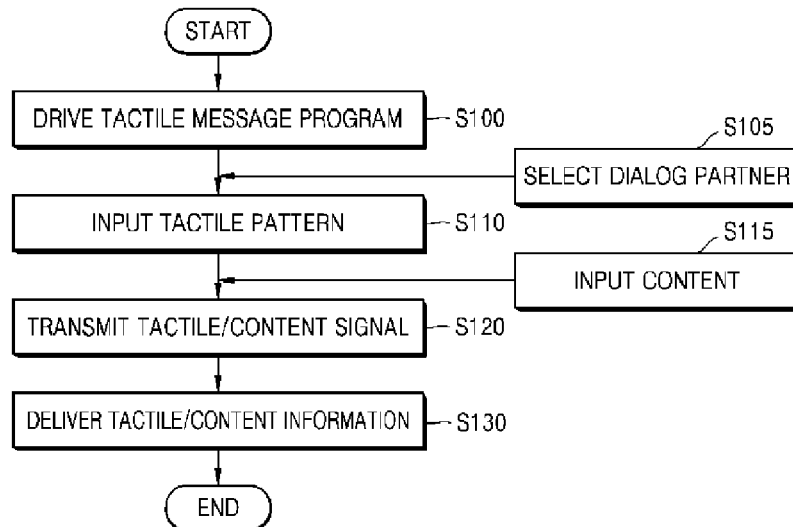 START
DRIVE TACTILE MESSAGE PROGRAM
S100
S105
SELECT DIALOG PARTNER
INPUT TACTILE PATTERN
S110
S115
INPUT CONTENT
TRANSMIT TACTILE/CONTENT SIGNAL
S120
DELIVER TACTILE/CONTENT INFORMATION
S130
END